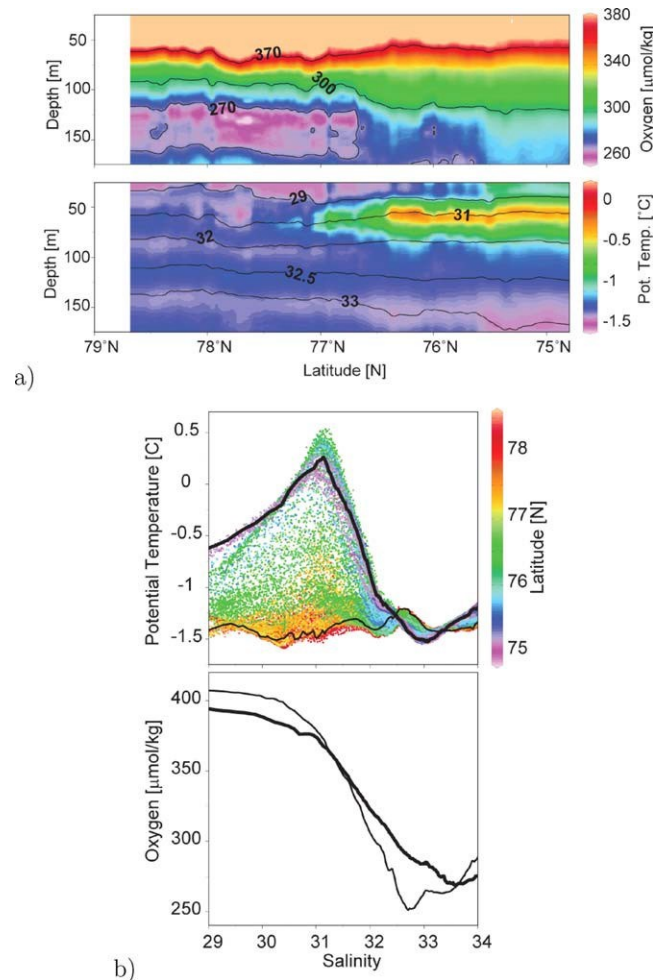 50
100
150
370
300
270
Depth [m]
380
340
300
260
Oxygen [µmol/kg]
50
100
150
29
31
32
32.5
33
Depth [m]
0
-0.5
-1
-1.5
Pot. Temp. [°]
79°N 78°N 77°N 76°N 75°N
Latitude [N]
a)
0.5
0
-0.5
-1
-1.5
Potential Temperature [C]
78
77
76
75
Latitude [N]
400
350
300
250
Oxygen [µmol/kg]
29 30 31 32 33 34
Salinity
b)